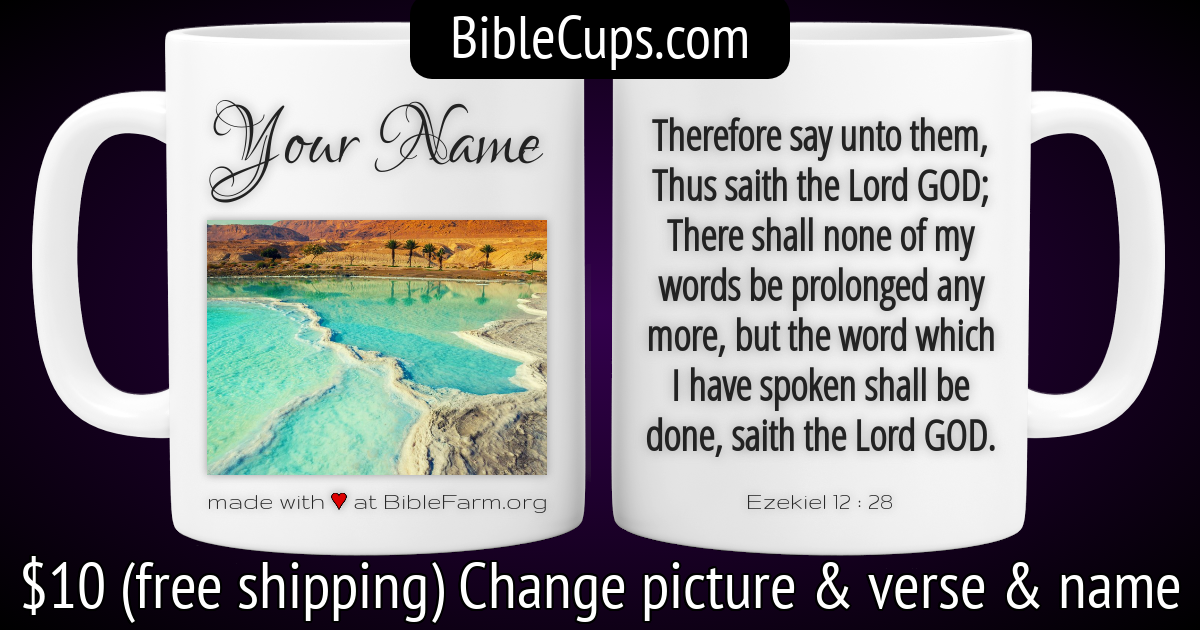 BibleCups.com
Your Name
made with ♥ at BibleFarm.org
Therefore say unto them,
Thus saith the Lord GOD;
There shall none of my
words be prolonged any
more, but the word which
I have spoken shall be
done, saith the Lord GOD.
Ezekiel 12 : 28
$10 (free shipping) Change picture & verse & name